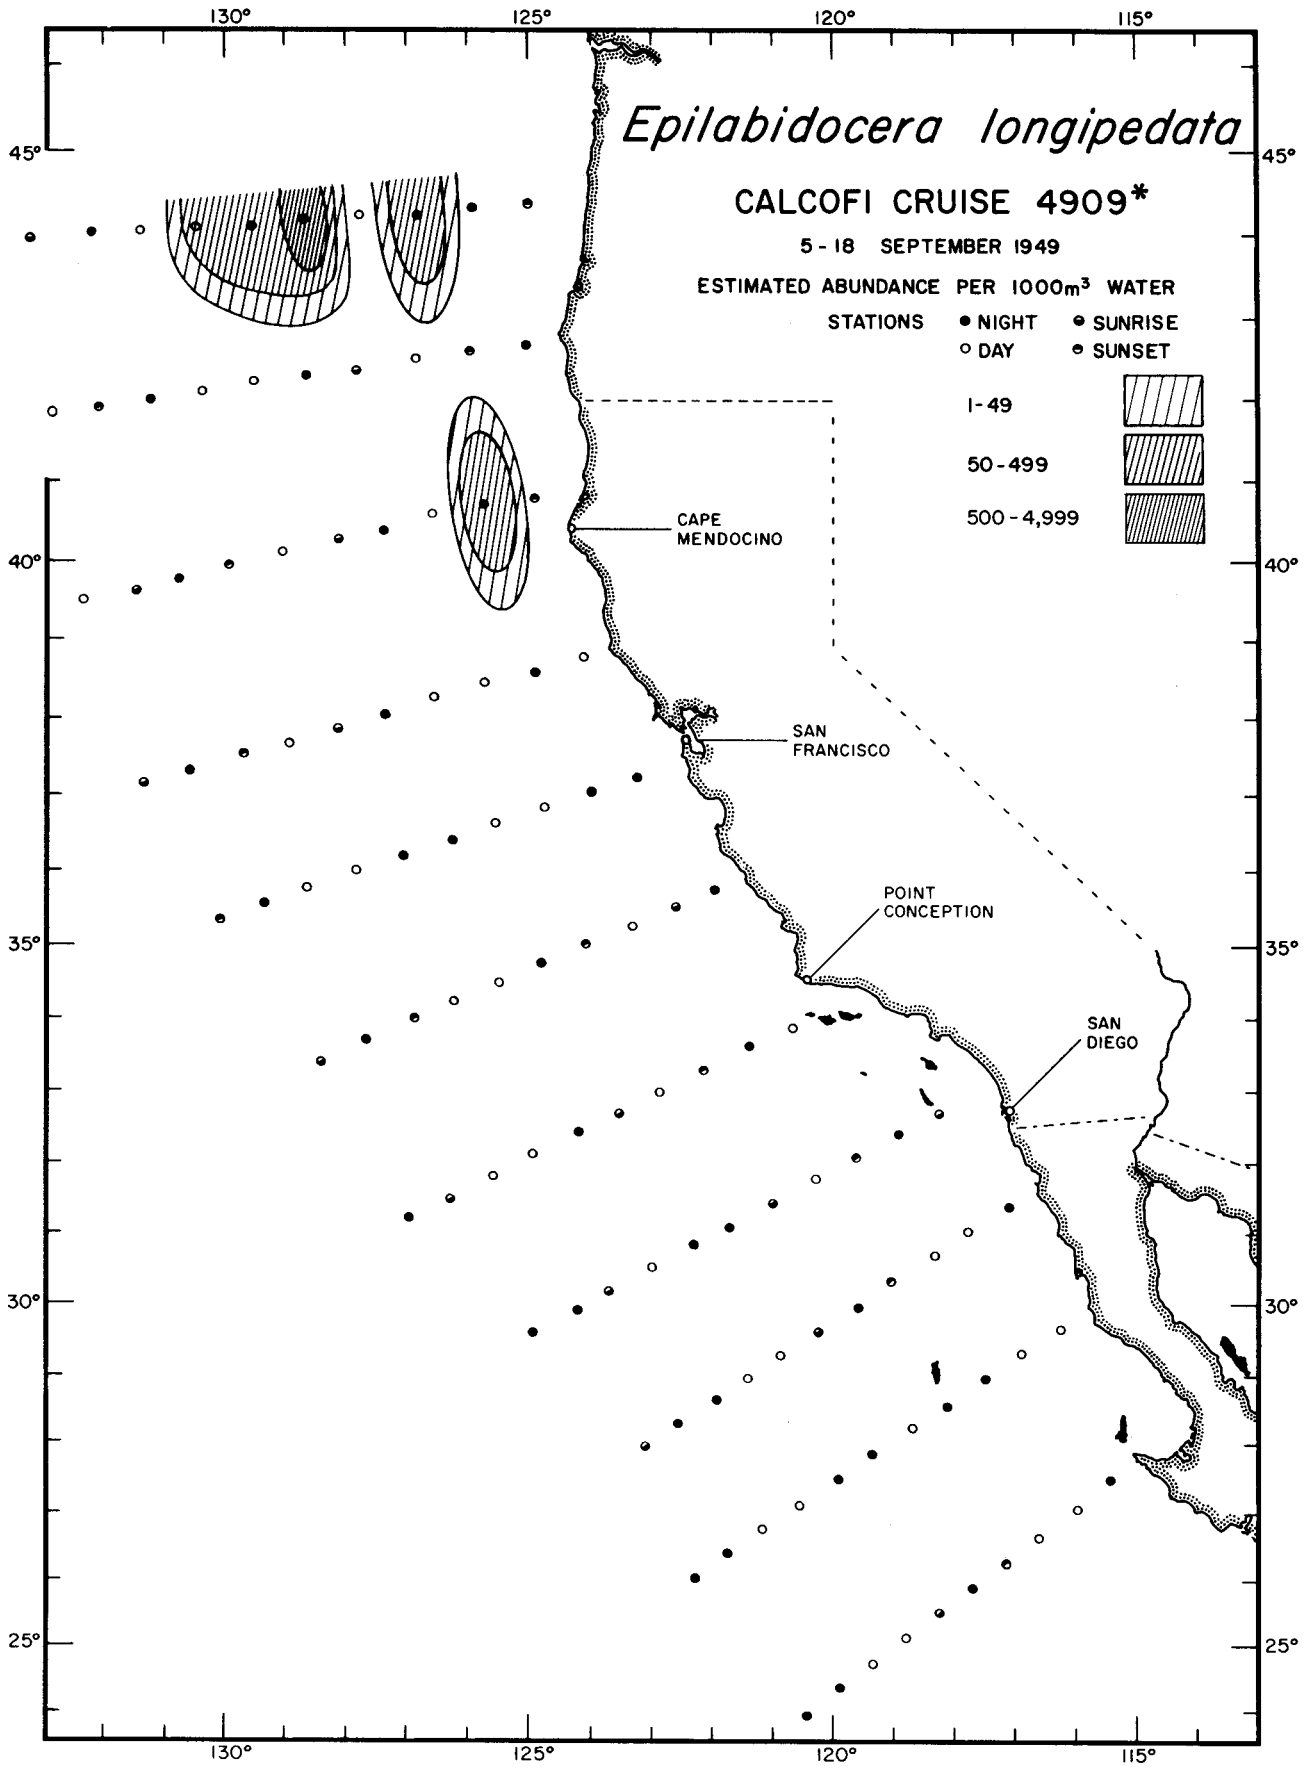 130° 125° 120° 115°
Epilabidocera longipedata
45° 45°
CALCOFI CRUISE 4909*
5-18 SEPTEMBER 1949
ESTIMATED ABUNDANCE PER 1000m³ WATER
STATIONS ● NIGHT SUNRISE
○ DAY SUNSET
1-49
50-499
500-4,999
CAPE
MENDOCINO
40° 40°
SAN
FRANCISCO
POINT
CONCEPTION
35° 35°
SAN
DIEGO
30° 30°
25° 25°
130° 125° 120° 115°